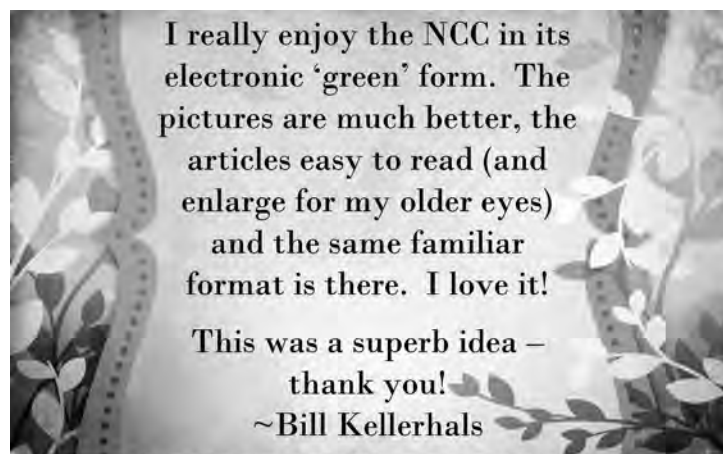 I really enjoy the NCC in its
electronic ‘green’ form.  The
pictures are much better, the
articles easy to read (and
enlarge for my older eyes)
and the same familiar
format is there.  I love it!
This was a superb idea –
thank you!
~Bill Kellerhals